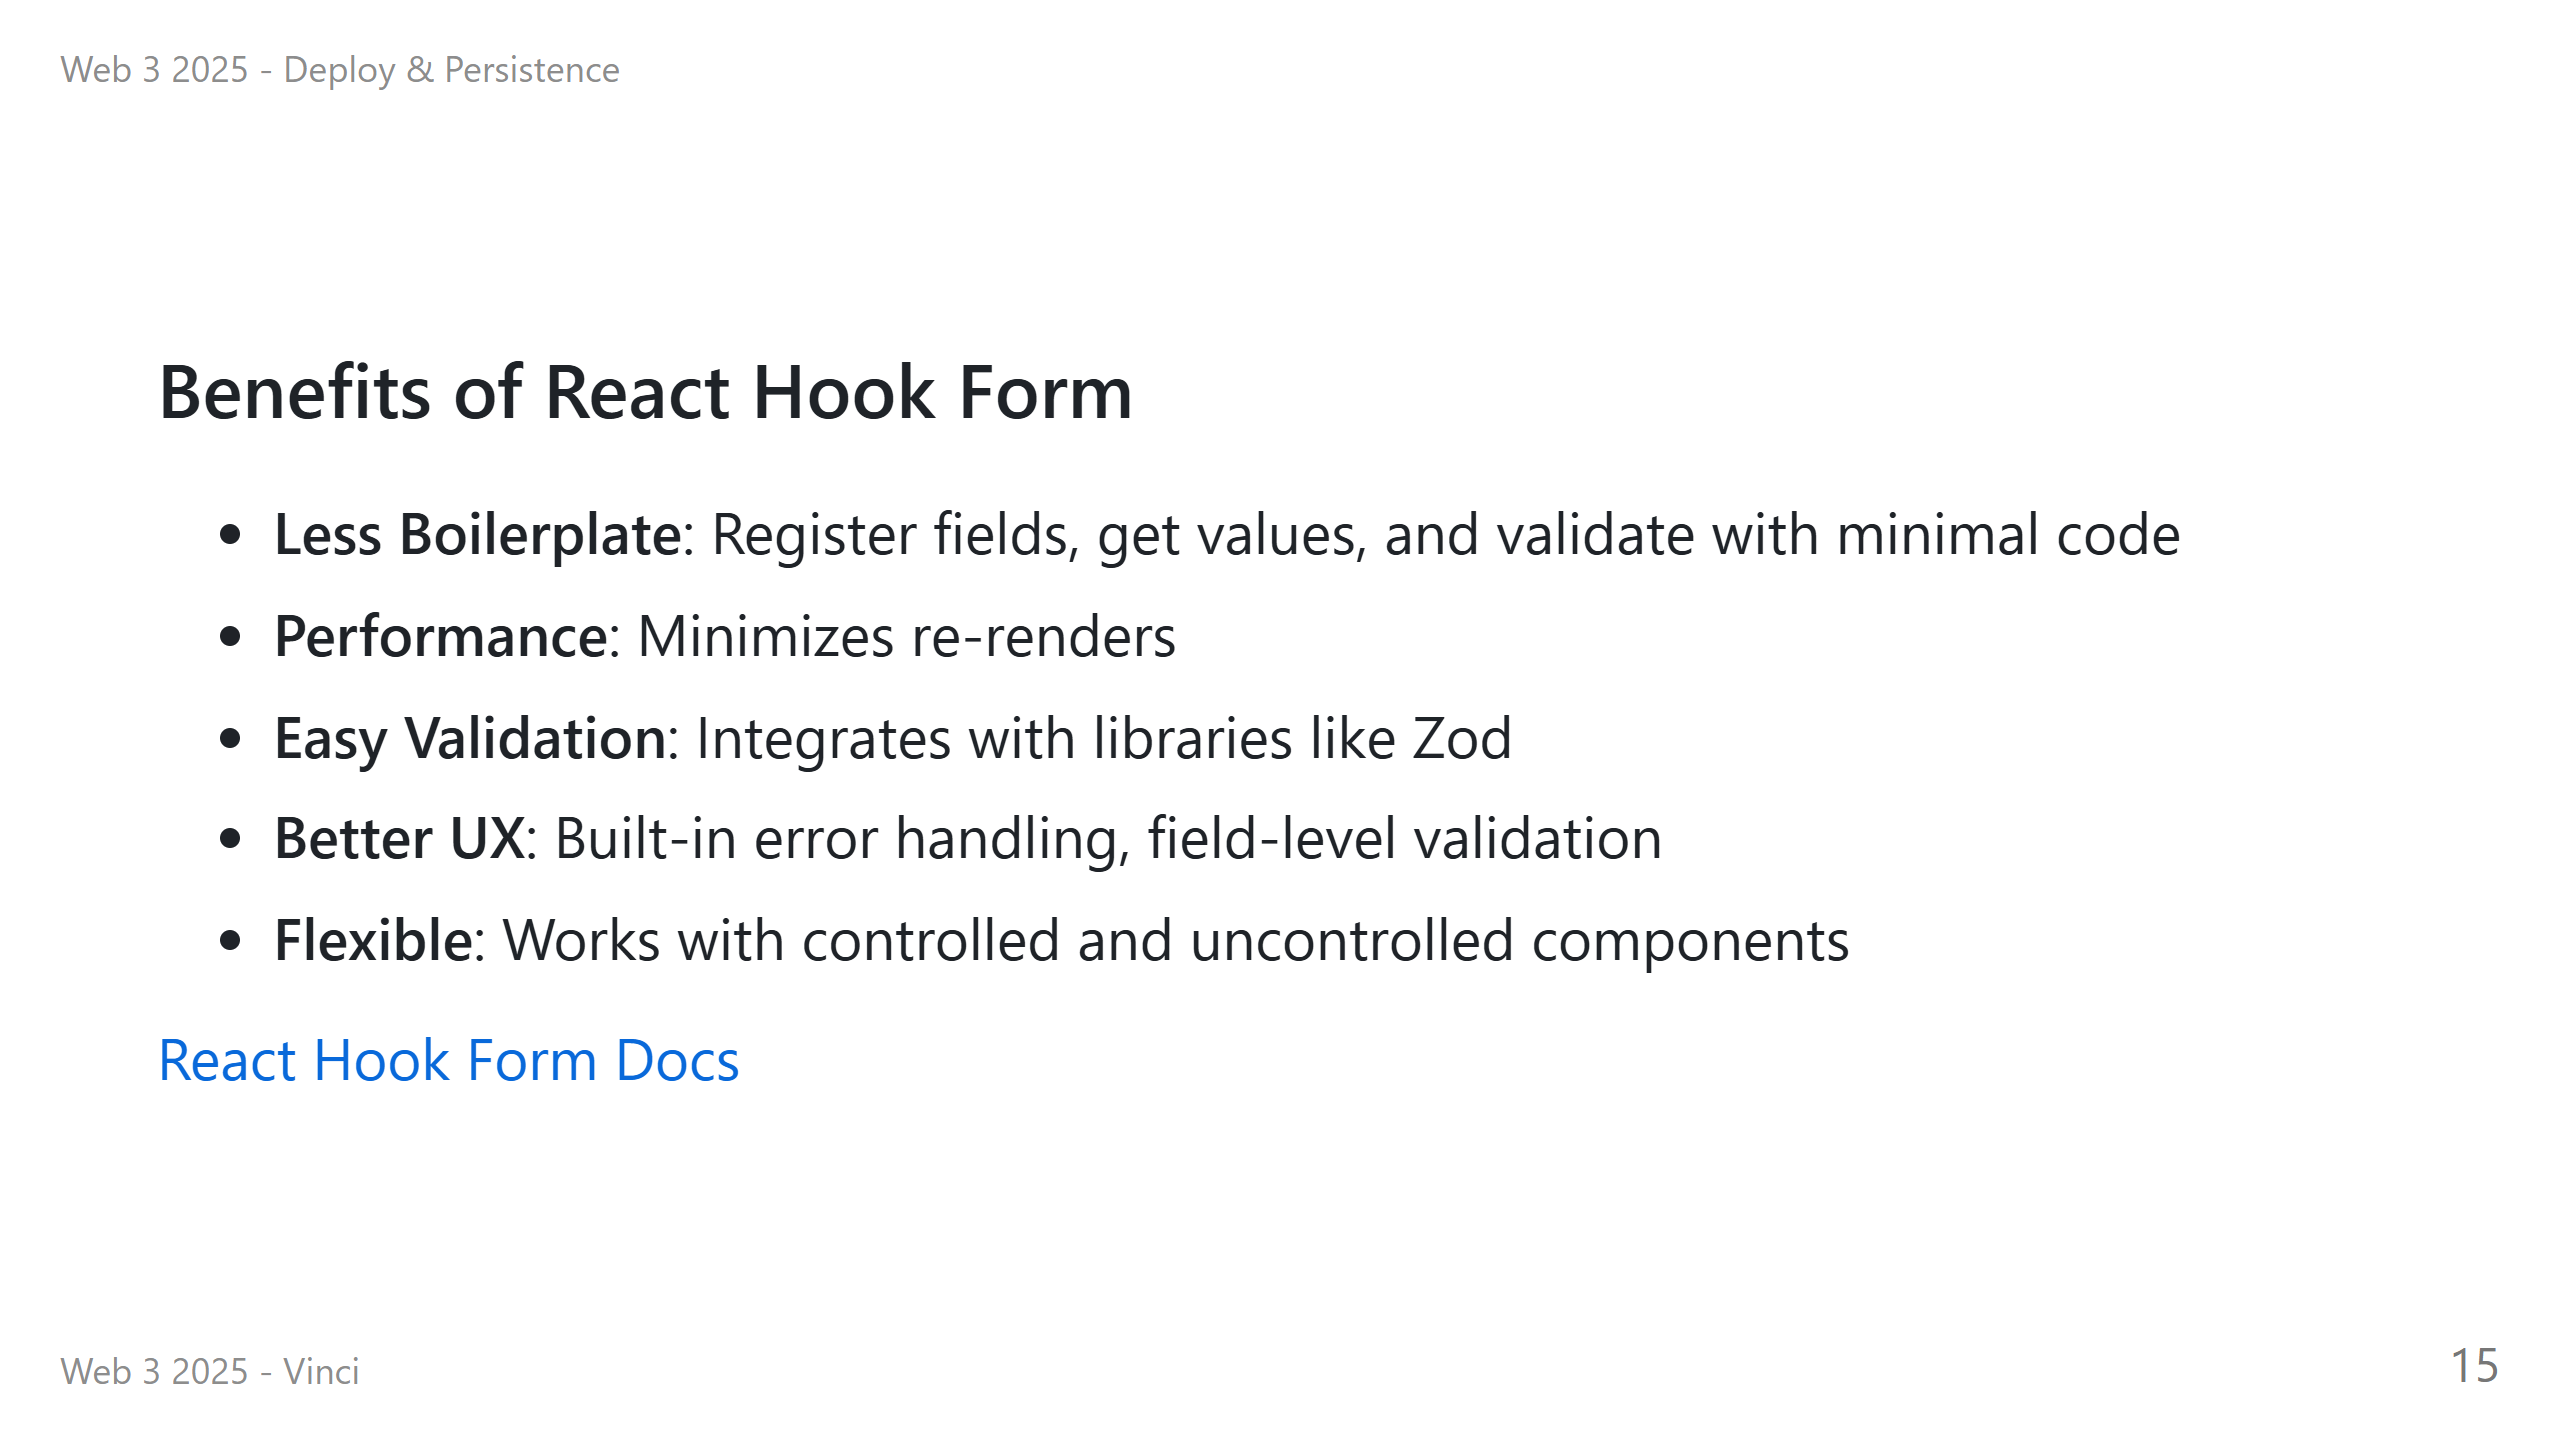 Web 3 2025 - Deploy & Persistence
Benefits of React Hook Form
• Less Boilerplate: Register fields, get values, and validate with minimal code
• Performance: Minimizes re-renders
• Easy Validation: Integrates with libraries like Zod
• Better UX: Built-in error handling, field-level validation
• Flexible: Works with controlled and uncontrolled components
React Hook Form Docs
Web 3 2025 - Vinci
15